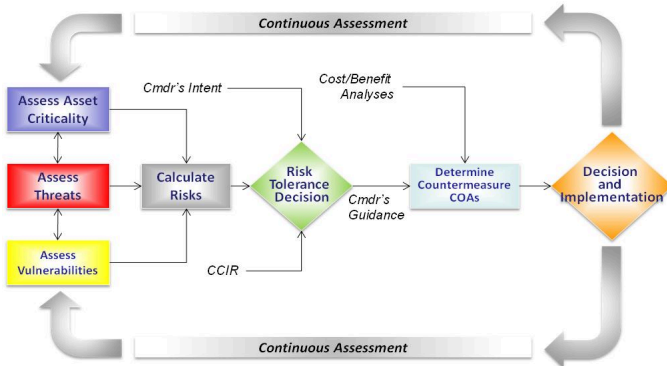 Continuous Assessment
Assess Asset
Criticality
Cmdr's Intent
Cost/Benefit
Analyses
Assess
Threats
Calculate
Risks
Risk
Tolerance
Decision
Cmdr's
Guidance
Determine
Countermeasure
COAs
Decision
and
Implementation
Assess
Vulnerabilities
CCIR
Continuous Assessment